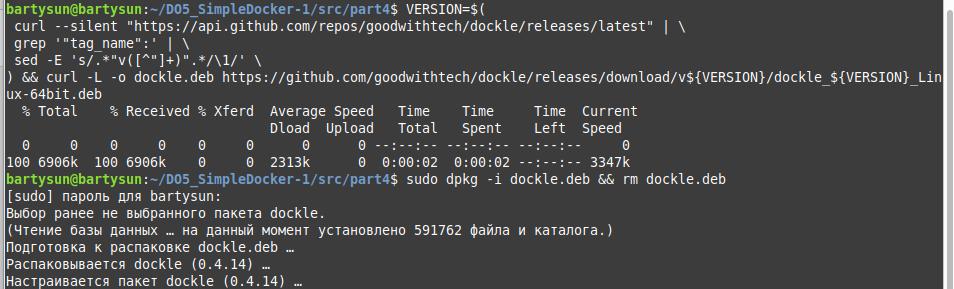 bartysun@bartysun:~/DO5_SimpleDocker-1/src/part4$ VERSION=$(
 curl --silent "https://api.github.com/repos/goodwithtech/dockle/releases/latest" | \
 grep '"tag_name":' | \
 sed -E 's/.*"v([^"]+)".*/\1/' \
) && curl -L -o dockle.deb https://github.com/goodwithtech/dockle/releases/download/v${VERSION}/dockle_${VERSION}_Lin
ux-64bit.deb
  % Total    % Received % Xferd  Average Speed   Time    Time     Time  Current
                                 Dload  Upload   Total   Spent    Left  Speed
  0     0    0     0    0     0      0      0 --:--:-- --:--:-- --:--:--     0
100 6906k  100 6906k    0     0  2313k      0  0:00:02  0:00:02 --:--:-- 3347k
bartysun@bartysun:~/DO5_SimpleDocker-1/src/part4$ sudo dpkg -i dockle.deb && rm dockle.deb
[sudo] пароль для bartysun:
Выбор ранее не выбранного пакета dockle.
(Чтение базы данных … на данный момент установлено 591762 файла и каталога.)
Подготовка к распаковке dockle.deb …
Распаковывается dockle (0.4.14) …
Настраивается пакет dockle (0.4.14) …